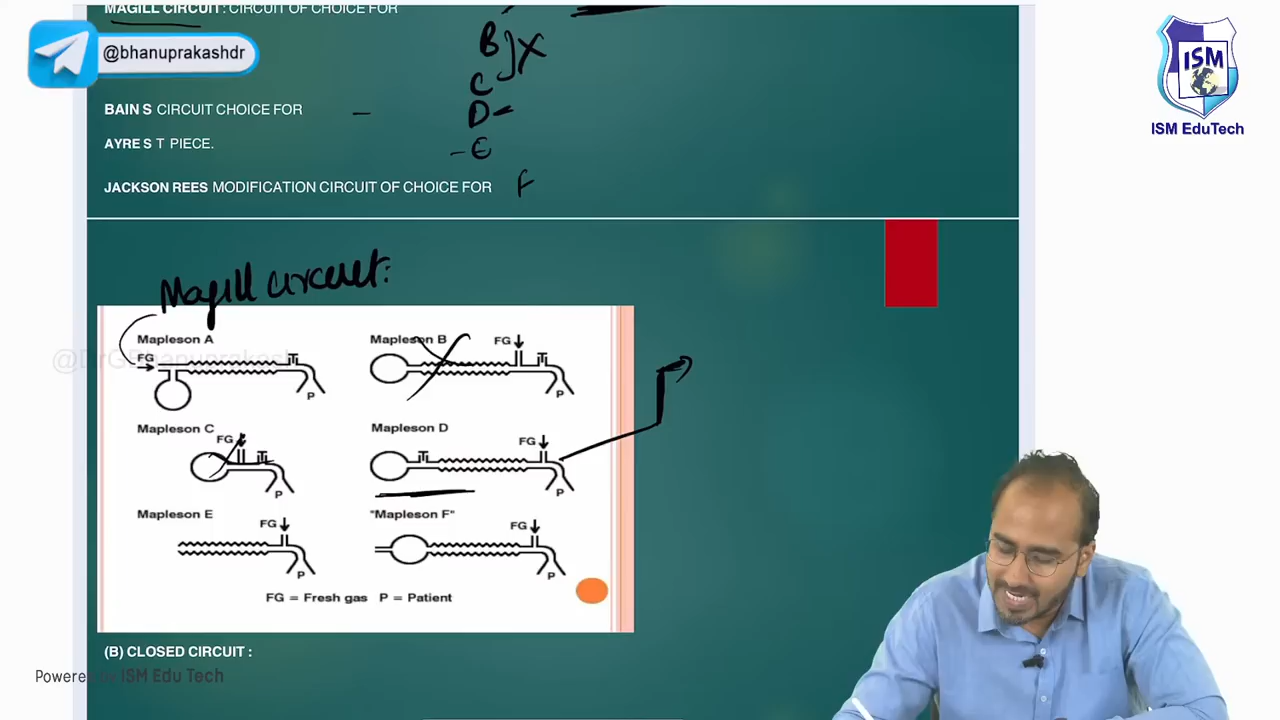 MAGILL CIRCUIT: CIRCUIT OF CHOICE FOR
@bhanuprakashdr
B
C
BAIN S CIRCUIT CHOICE FOR
D
AYRE S T PIECE.
E
JACKSON REES MODIFICATION CIRCUIT OF CHOICE FOR F
ISM
ISM EduTech
Magill circuit:
Mapleson A
FG
P
Mapleson B
FG
P
@DrGBhanuprakash
Mapleson C
FG
P
Mapleson D
FG
P
Mapleson E
FG
P
"Mapleson F"
FG
P
FG = Fresh gas P = Patient
(B) CLOSED CIRCUIT :
Powered by ISM Edu Tech